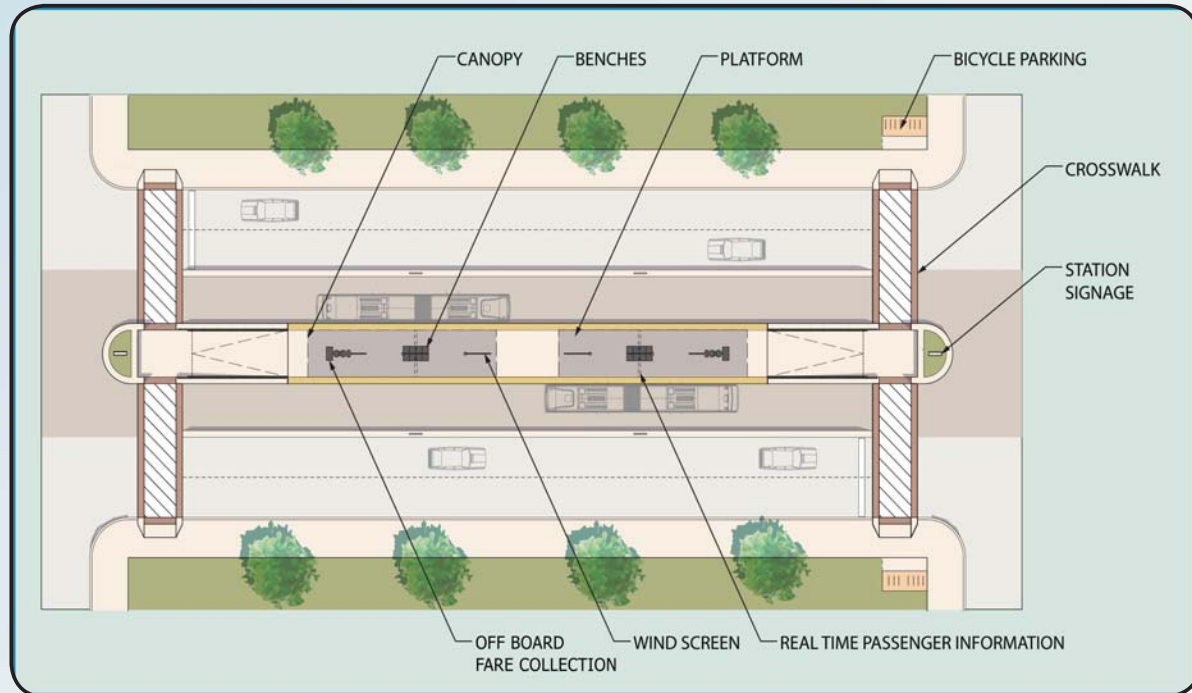 CANOPY
BENCHES
PLATFORM
BICYCLE PARKING
CROSSWALK
STATION
SIGNAGE
OFF BOARD
FARE COLLECTION
WIND SCREEN
REAL TIME PASSENGER INFORMATION